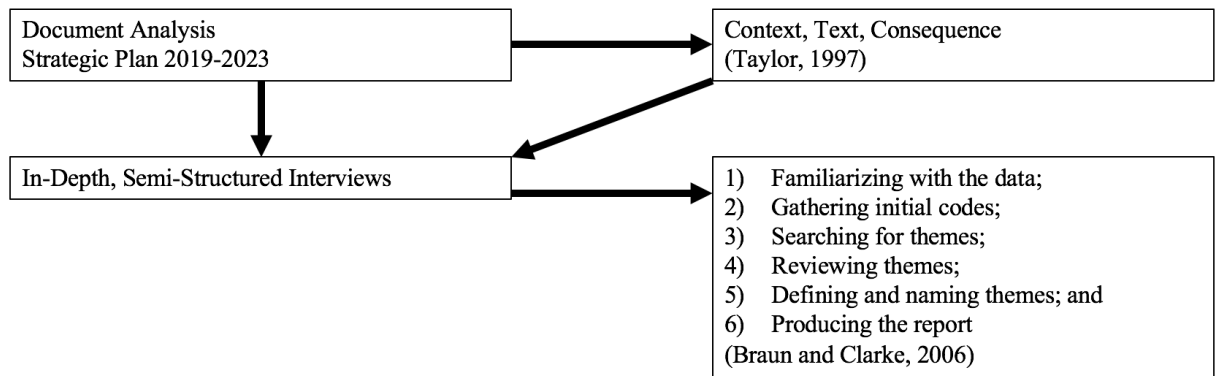 Document Analysis
Strategic Plan 2019-2023
Context, Text, Consequence
(Taylor, 1997)
In-Depth, Semi-Structured Interviews
1) Familiarizing with the data;
2) Gathering initial codes;
3) Searching for themes;
4) Reviewing themes;
5) Defining and naming themes; and
6) Producing the report
(Braun and Clarke, 2006)